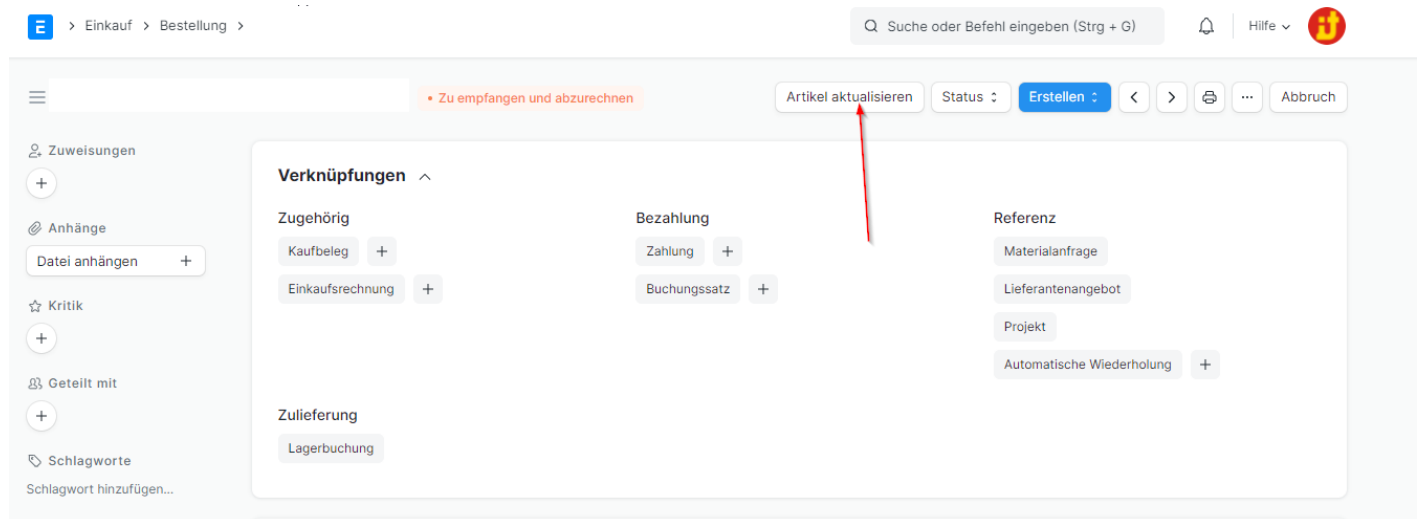 E > Einkauf > Bestellung >
Suche oder Befehl eingeben (Strg + G)
Hilfe
• Zu empfangen und abzurechnen
Artikel aktualisieren
Status
Erstellen
Abbruch
Zuweisungen
Anhänge
Datei anhängen
Kritik
Geteilt mit
Schlagworte
Schlagwort hinzufügen...
Verknüpfungen
Zugehörig
Kaufbeleg
Einkaufsrechnung
Bezahlung
Zahlung
Buchungssatz
Referenz
Materialanfrage
Lieferantenangebot
Projekt
Automatische Wiederholung
Zulieferung
Lagerbuchung